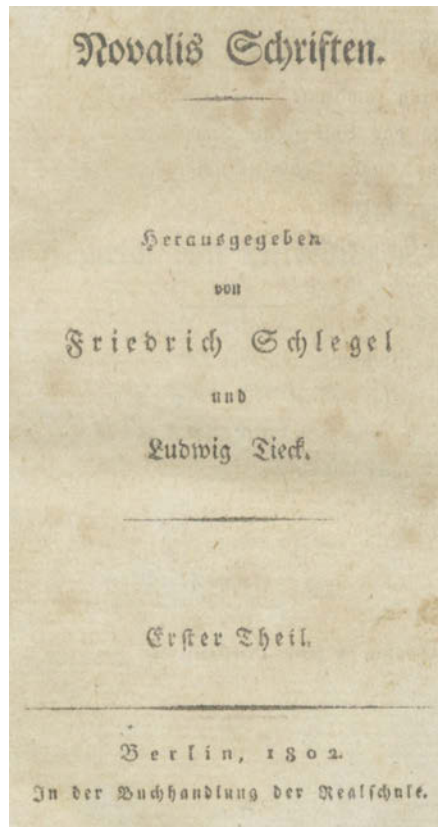 Novalis Schriften.
Herausgegeben
von
Friedrich Schlegel
und
Ludwig Tieck.
Erster Theil.
Berlin, 1802.
In der Buchhandlung der Realschule.